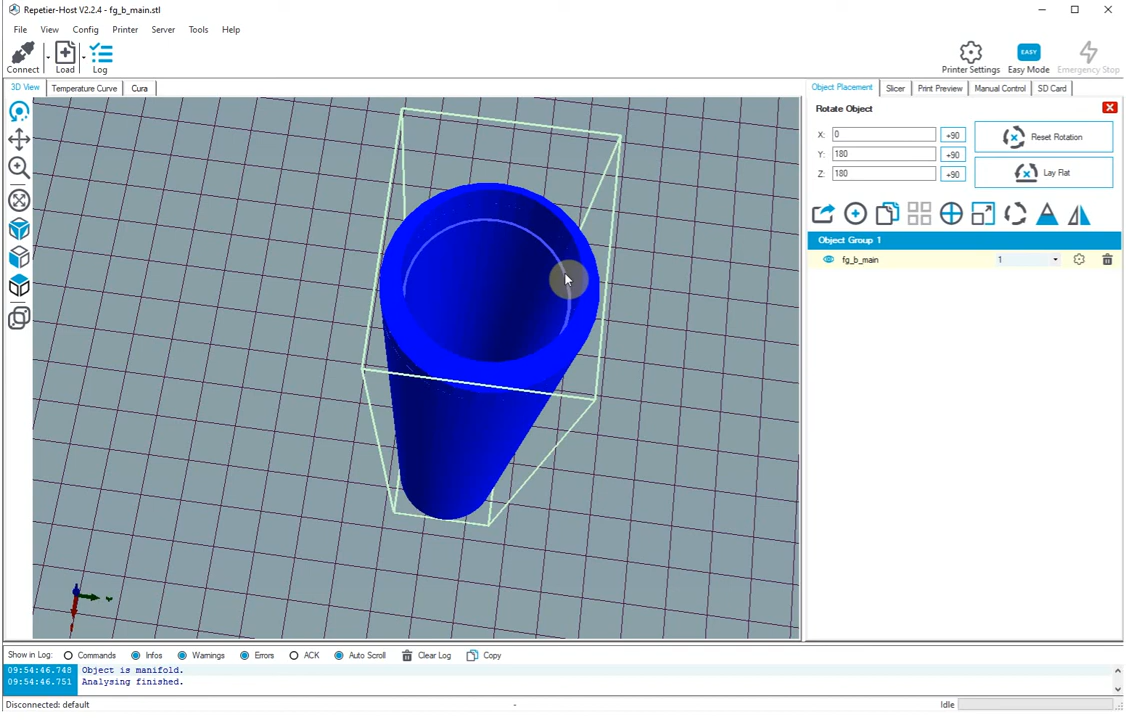 Repetier-Host V2.2.4 - fg_b_main.stl
File View Config Printer Server Tools Help
Connect Load Log
EASY
Printer Settings Easy Mode Emergency Stop
3D View Temperature Curve Cura
Object Placement Slicer Print Preview Manual Control SD Card
Rotate Object
X: 0 +90 Reset Rotation
Y: 180 +90
Z: 180 +90 Lay Flat
Object Group 1
fg_b_main 1
Show in Log: Commands Infos Warnings Errors ACK Auto Scroll Clear Log Copy
09:54:46.748 Object is manifold.
09:54:46.751 Analysing finished.
Disconnected: default - Idle